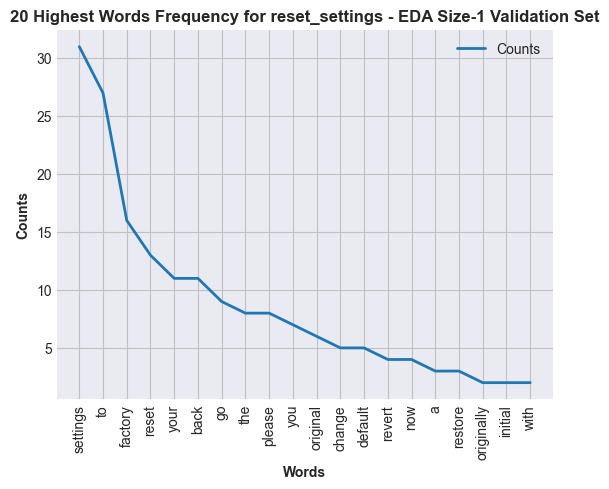 20 Highest Words Frequency for reset_settings - EDA Size-1 Validation Set
Counts
30
25
20
15
10
5
Counts
settings
to
factory
reset
your
back
go
the
please
you
original
change
default
revert
now
a
restore
originally
initial
with
Words